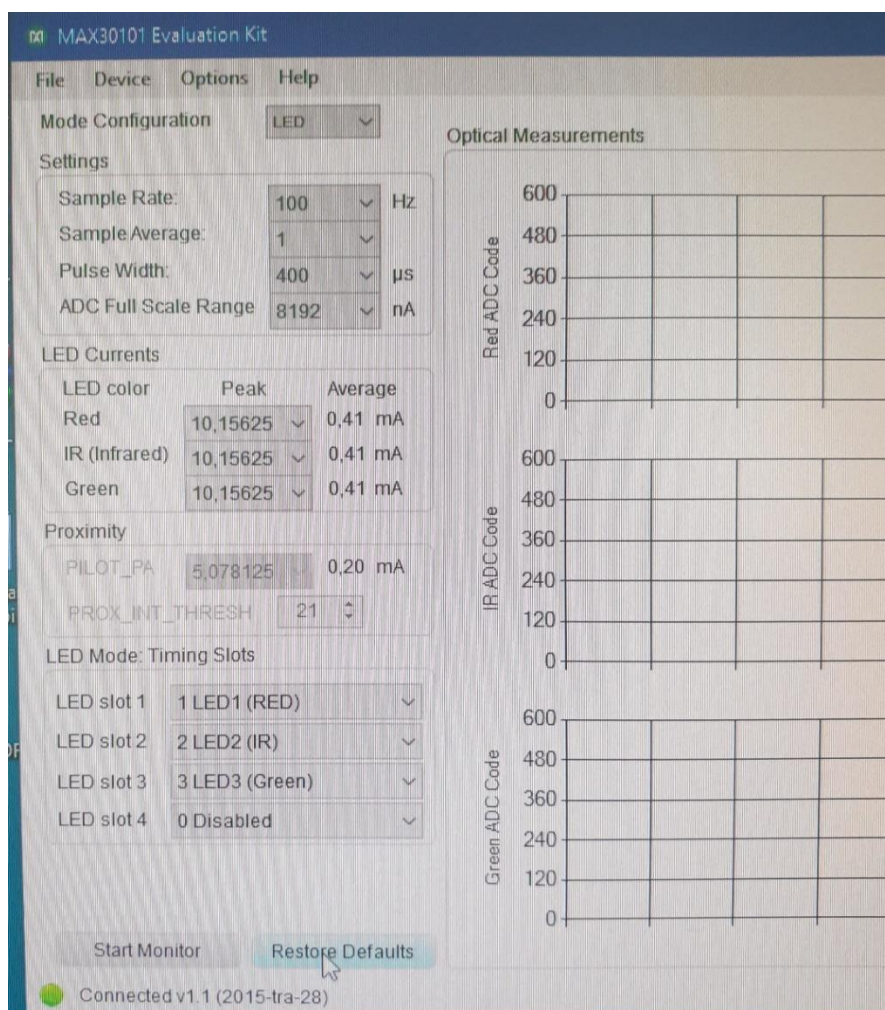 MAX30101 Evaluation Kit
File Device Options Help
Mode Configuration LED
Settings
Sample Rate: 100 Hz
Sample Average: 1
Pulse Width: 400 µs
ADC Full Scale Range 8192 nA
LED Currents
LED color Peak Average
Red 10,15625 0,41 mA
IR (Infrared) 10,15625 0,41 mA
Green 10,15625 0,41 mA
Proximity
PILOT_PA 5,078125 0,20 mA
PROX_INT_THRESH 21
LED Mode: Timing Slots
LED slot 1 1 LED1 (RED)
LED slot 2 2 LED2 (IR)
LED slot 3 3 LED3 (Green)
LED slot 4 0 Disabled
Start Monitor Restore Defaults
Connected v1.1 (2015-tra-28)
Optical Measurements
Red ADC Code
600
480
360
240
120
0
IR ADC Code
600
480
360
240
120
0
Green ADC Code
600
480
360
240
120
0